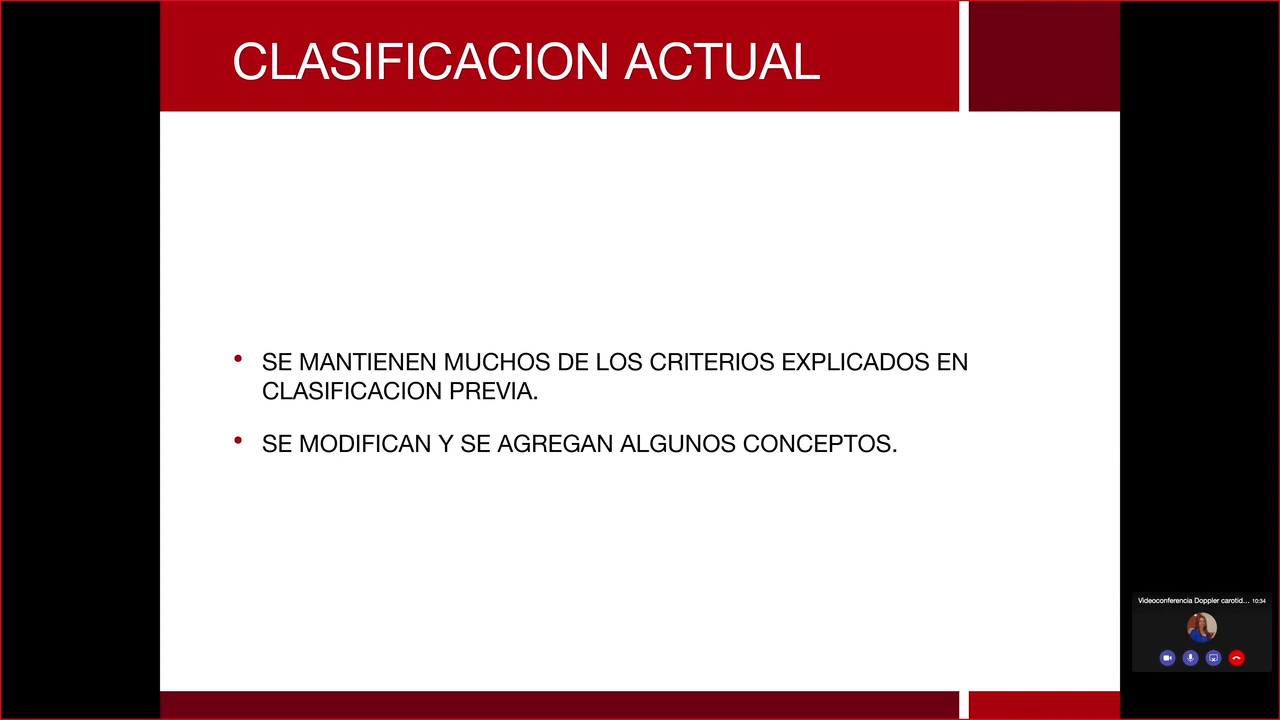 CLASIFICACION ACTUAL
• SE MANTIENEN MUCHOS DE LOS CRITERIOS EXPLICADOS EN
CLASIFICACION PREVIA.
• SE MODIFICAN Y SE AGREGAN ALGUNOS CONCEPTOS.
Videoconferencia Doppler carotid... 10:34